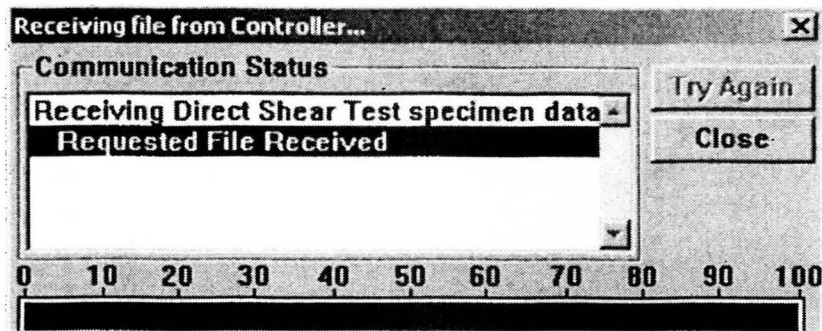 Receiving file from Controller...
Communication Status
Receiving Direct Shear Test specimen data
Requested File Received
Try Again
Close
0 10 20 30 40 50 60 70 80 90 100